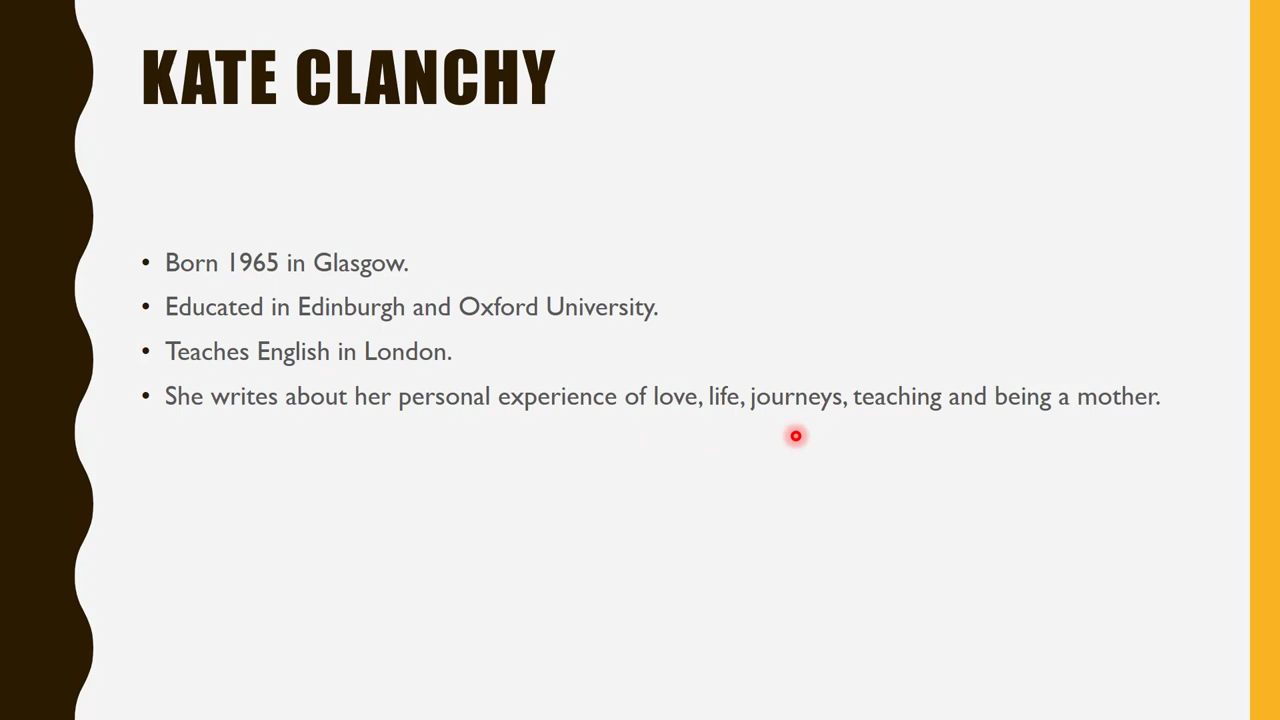 KATE CLANCHY
• Born 1965 in Glasgow.
• Educated in Edinburgh and Oxford University.
• Teaches English in London.
• She writes about her personal experience of love, life, journeys, teaching and being a mother.